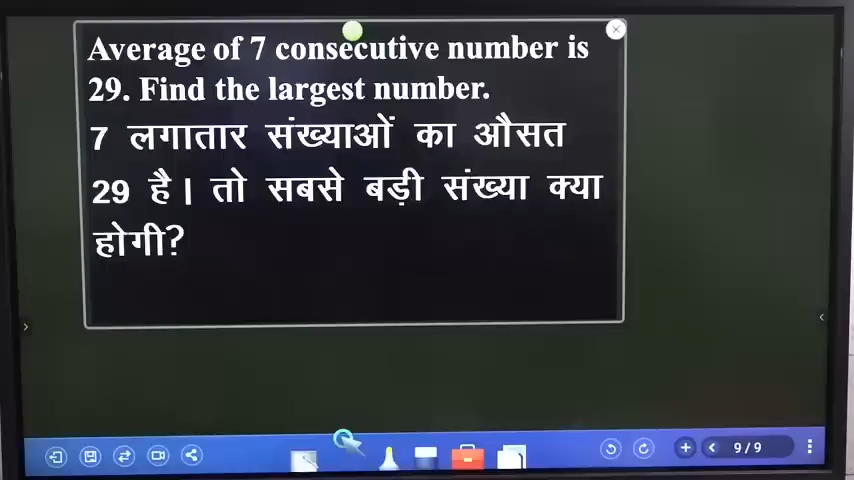 Average of 7 consecutive number is
29. Find the largest number.
7 लगातार संख्याओं का औसत
29 है। तो सबसे बड़ी संख्या क्या
होगी?
9/9